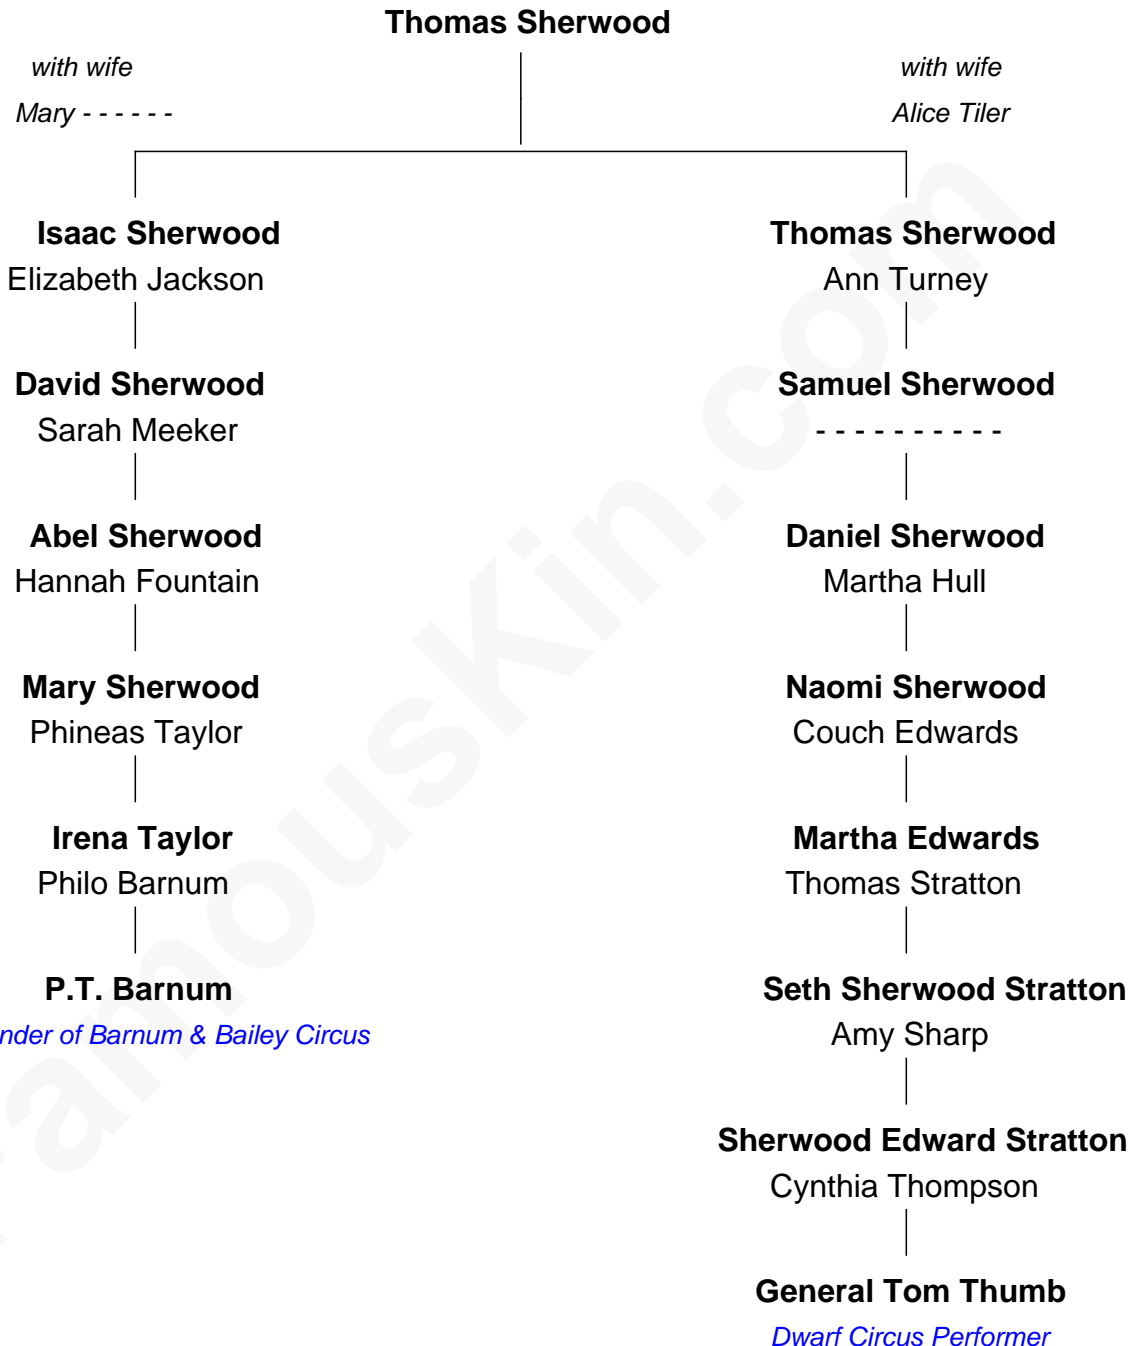 Thomas Sherwood
with wife
Mary - - - - - -
with wife
Alice Tiler
Isaac Sherwood
Elizabeth Jackson
Thomas Sherwood
Ann Turney
David Sherwood
Sarah Meeker
Samuel Sherwood
- - - - - - - - - -
Abel Sherwood
Hannah Fountain
Daniel Sherwood
Martha Hull
Mary Sherwood
Phineas Taylor
Naomi Sherwood
Couch Edwards
Irena Taylor
Philo Barnum
Martha Edwards
Thomas Stratton
P.T. Barnum
nder of Barnum & Bailey Circus
Seth Sherwood Stratton
Amy Sharp
Sherwood Edward Stratton
Cynthia Thompson
General Tom Thumb
Dwarf Circus Performer
FamousKin.com